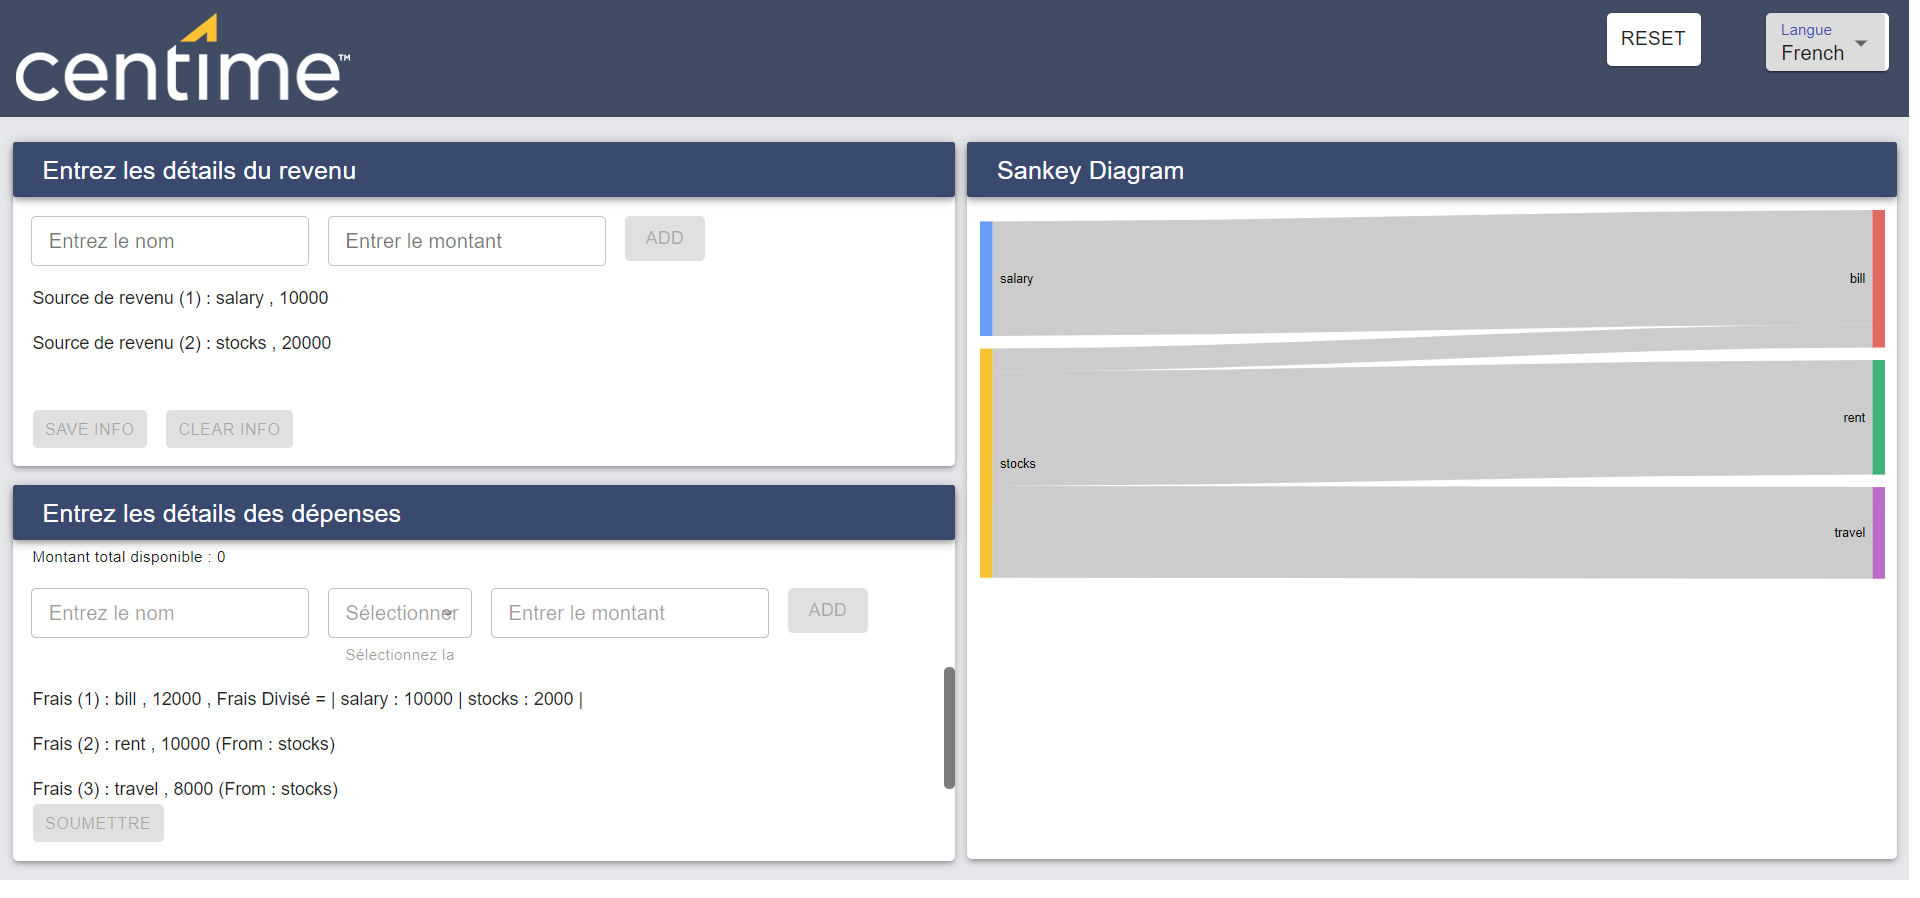 centime™
RESET
Langue
French
Entrez les détails du revenu
Entrez le nom
Entrer le montant
ADD
Source de revenu (1) : salary , 10000
Source de revenu (2) : stocks , 20000
SAVE INFO
CLEAR INFO
Entrez les détails des dépenses
Montant total disponible : 0
Entrez le nom
Sélectionner
Entrer le montant
ADD
Sélectionnez la
Frais (1) : bill , 12000 , Frais Divisé = | salary : 10000 | stocks : 2000 |
Frais (2) : rent , 10000 (From : stocks)
Frais (3) : travel , 8000 (From : stocks)
SOUMETTRE
Sankey Diagram
salary
bill
rent
stocks
travel